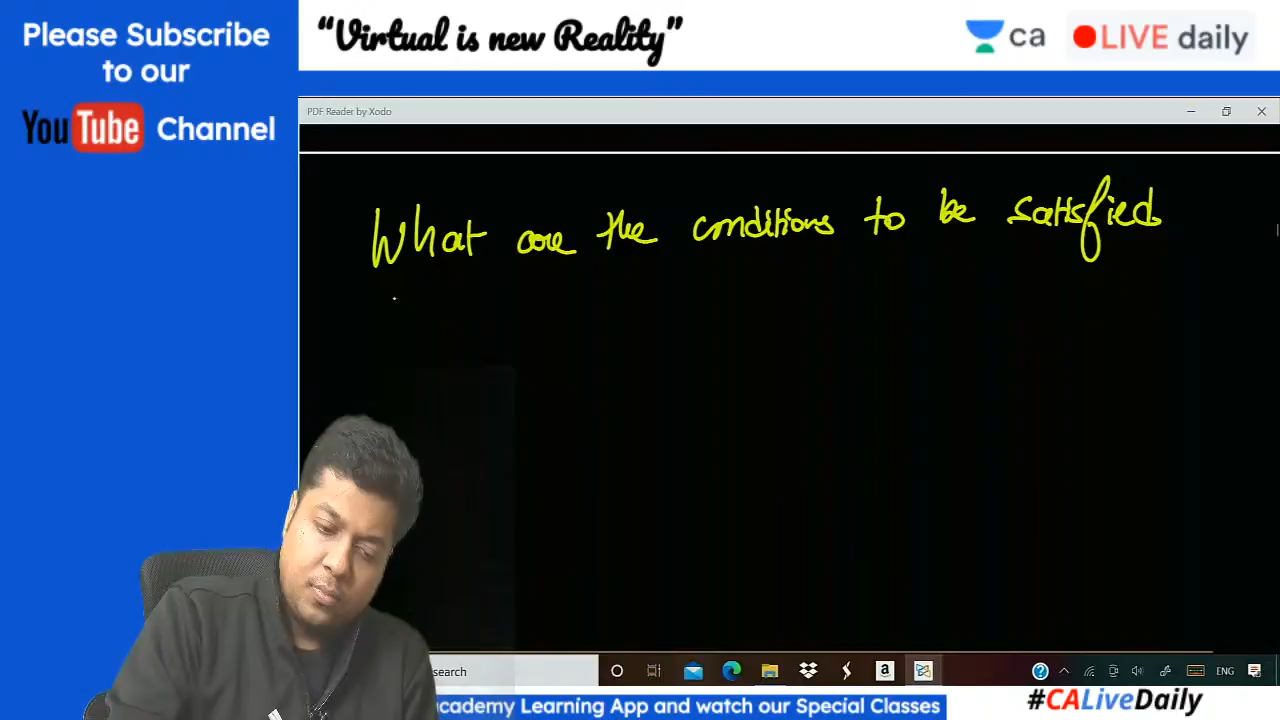 Please Subscribe
to our
YouTube Channel
“Virtual is new Reality”
ca
LIVE daily
PDF Reader by Xodo
What are the conditions to be satisfied
search
ENG
academy Learning App and watch our Special Classes
#CALiveDaily